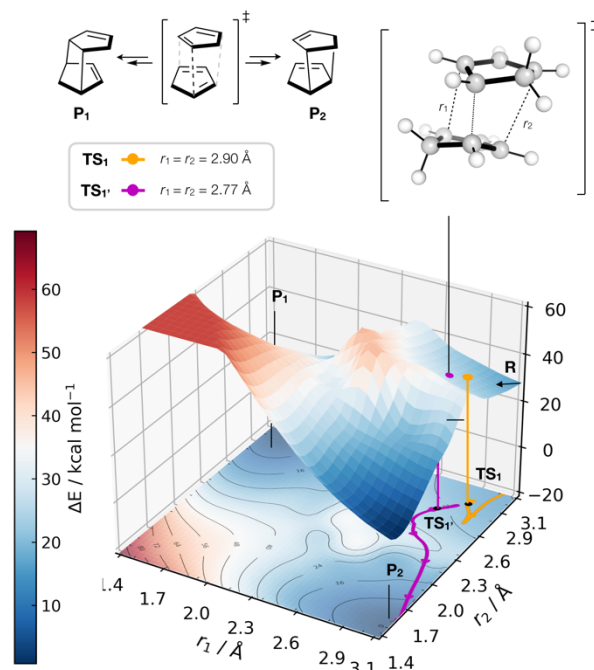 ‡
‡
P₁
P₂
r₁
r₂
TS₁ r₁ = r₂ = 2.90 Å
TS₁' r₁ = r₂ = 2.77 Å
60
50
40
30
20
10
ΔE / kcal mol⁻¹
P₁
R
TS₁
TS₁'
P₂
60
40
20
0
−20
1.4
1.7
2.0
2.3
2.6
2.9
3.1
r₁ / Å
1.4
1.7
2.0
2.3
2.6
2.9
3.1
r₂ / Å